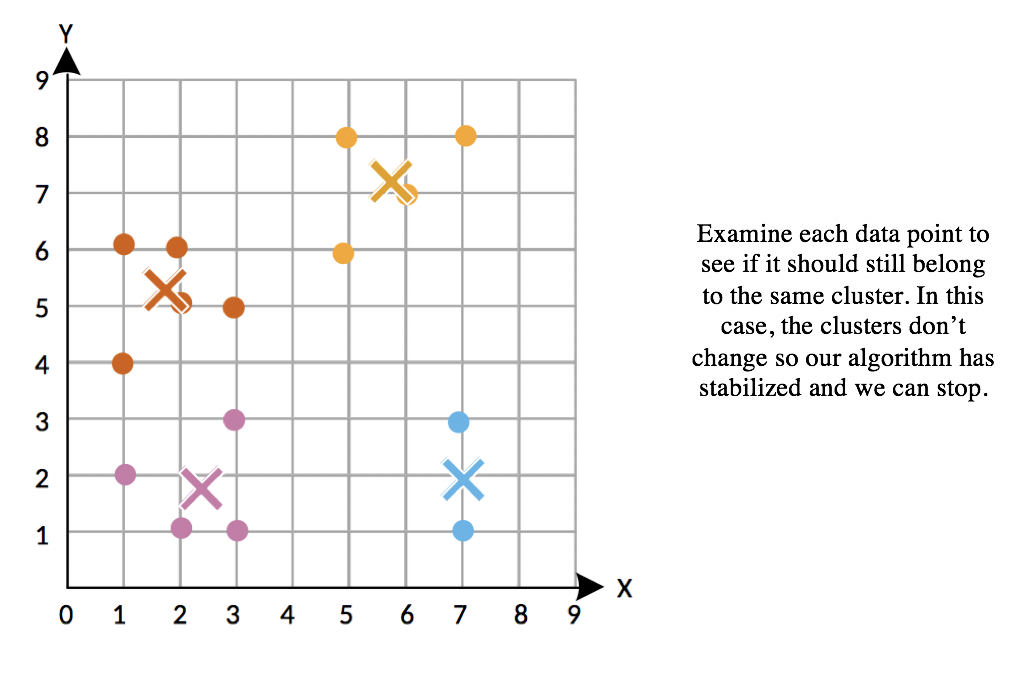 Y
9
8
7
6
5
4
3
2
1
X
0 1 2 3 4 5 6 7 8 9
Examine each data point to
see if it should still belong
to the same cluster. In this
case, the clusters don’t
change so our algorithm has
stabilized and we can stop.